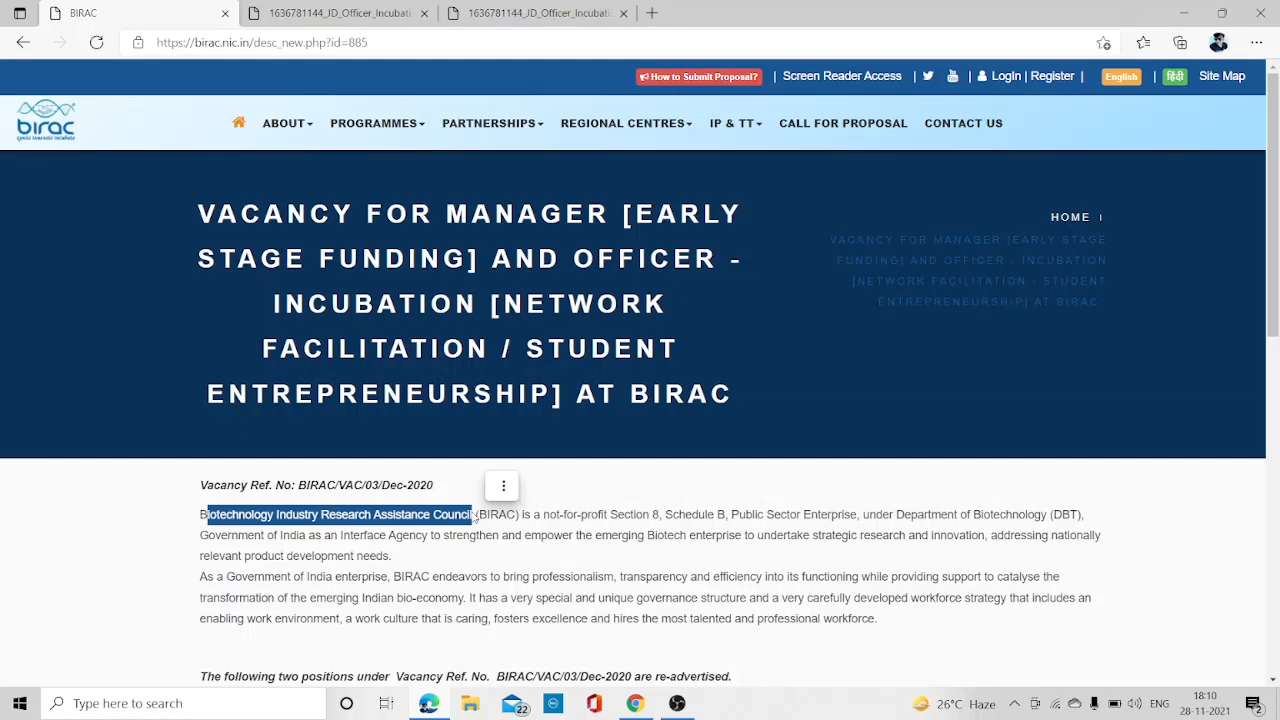 BIRAC
1636781144_JD_Officer_Incubati
1636781144_JD_Officer_Incubati
https://birac.nic.in/desc_new.php?id=885
How to Submit Proposal? | Screen Reader Access | | LogIn | Register | English | हिंदी Site Map
birac
Ignite Innovate Incubate
ABOUT PROGRAMMES PARTNERSHIPS REGIONAL CENTRES IP & TT CALL FOR PROPOSAL CONTACT US
VACANCY FOR MANAGER [EARLY
STAGE FUNDING] AND OFFICER -
INCUBATION [NETWORK
FACILITATION / STUDENT
ENTREPRENEURSHIP] AT BIRAC
HOME
VACANCY FOR MANAGER [EARLY STAGE
FUNDING] AND OFFICER - INCUBATION
[NETWORK FACILITATION / STUDENT
ENTREPRENEURSHIP] AT BIRAC
Vacancy Ref. No: BIRAC/VAC/03/Dec-2020
Biotechnology Industry Research Assistance Council (BIRAC) is a not-for-profit Section 8, Schedule B, Public Sector Enterprise, under Department of Biotechnology (DBT),
Government of India as an Interface Agency to strengthen and empower the emerging Biotech enterprise to undertake strategic research and innovation, addressing nationally
relevant product development needs.
As a Government of India enterprise, BIRAC endeavors to bring professionalism, transparency and efficiency into its functioning while providing support to catalyse the
transformation of the emerging Indian bio-economy. It has a very special and unique governance structure and a very carefully developed workforce strategy that includes an
enabling work environment, a work culture that is caring, fosters excellence and hires the most talented and professional workforce.
The following two positions under Vacancy Ref. No. BIRAC/VAC/03/Dec-2020 are re-advertised.
Type here to search
22
26°C Haze
ENG
18:10
28-11-2021
2